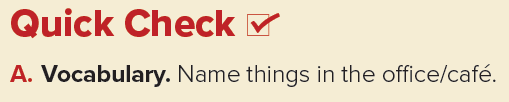 Quick Check
A. Vocabulary. Name things in the office/café.